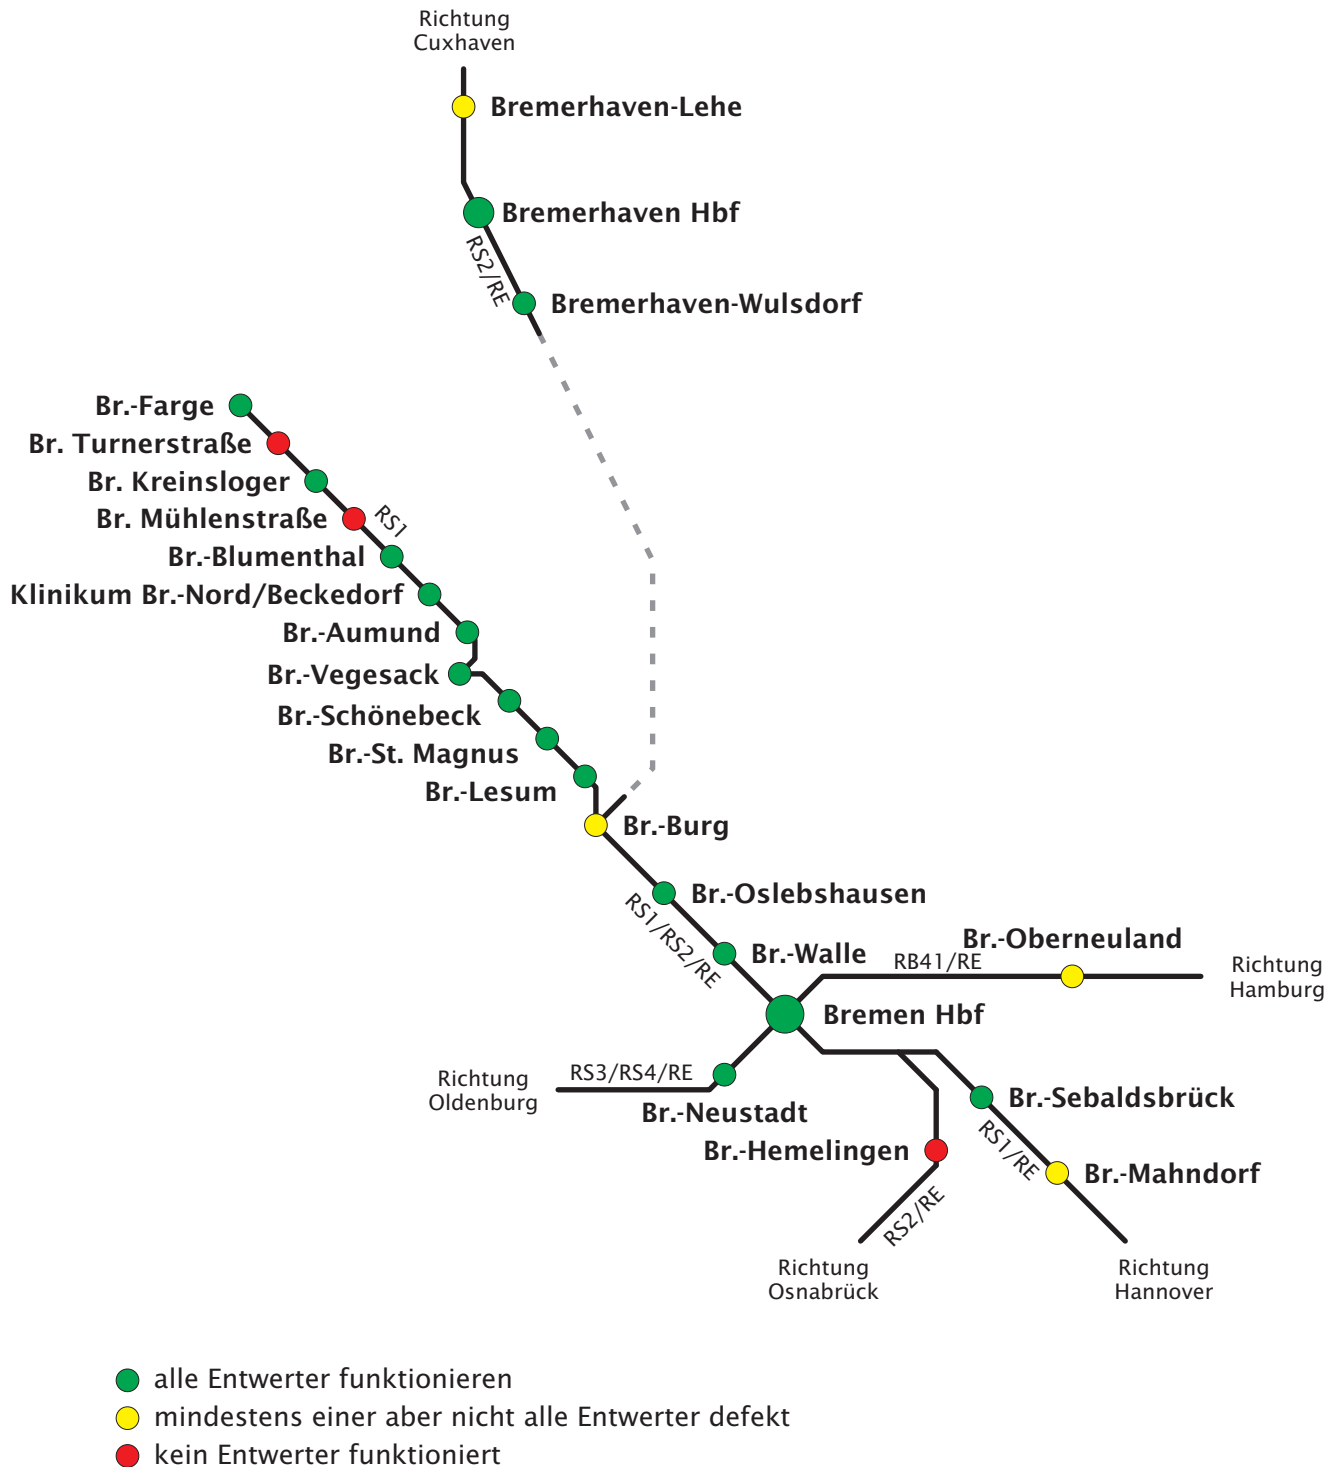 Richtung
Cuxhaven
Bremerhaven-Lehe
Bremerhaven Hbf
RS2/RE
Bremerhaven-Wulsdorf
Br.-Farge
Br. Turnerstraße
Br. Kreinsloger
Br. Mühlenstraße
RS1
Br.-Blumenthal
Klinikum Br.-Nord/Beckedorf
Br.-Aumund
Br.-Vegesack
Br.-Schönebeck
Br.-St. Magnus
Br.-Lesum
Br.-Burg
Br.-Oslebshausen
RS1/RS2/RE
Br.-Walle
Br.-Oberneuland
RB41/RE
Richtung
Hamburg
Bremen Hbf
RS3/RS4/RE
Richtung
Oldenburg
Br.-Neustadt
Br.-Sebaldsbrück
Br.-Hemelingen
RS1/RE
Br.-Mahndorf
RS2/RE
Richtung
Osnabrück
Richtung
Hannover
alle Entwerter funktionieren
mindestens einer aber nicht alle Entwerter defekt
kein Entwerter funktioniert